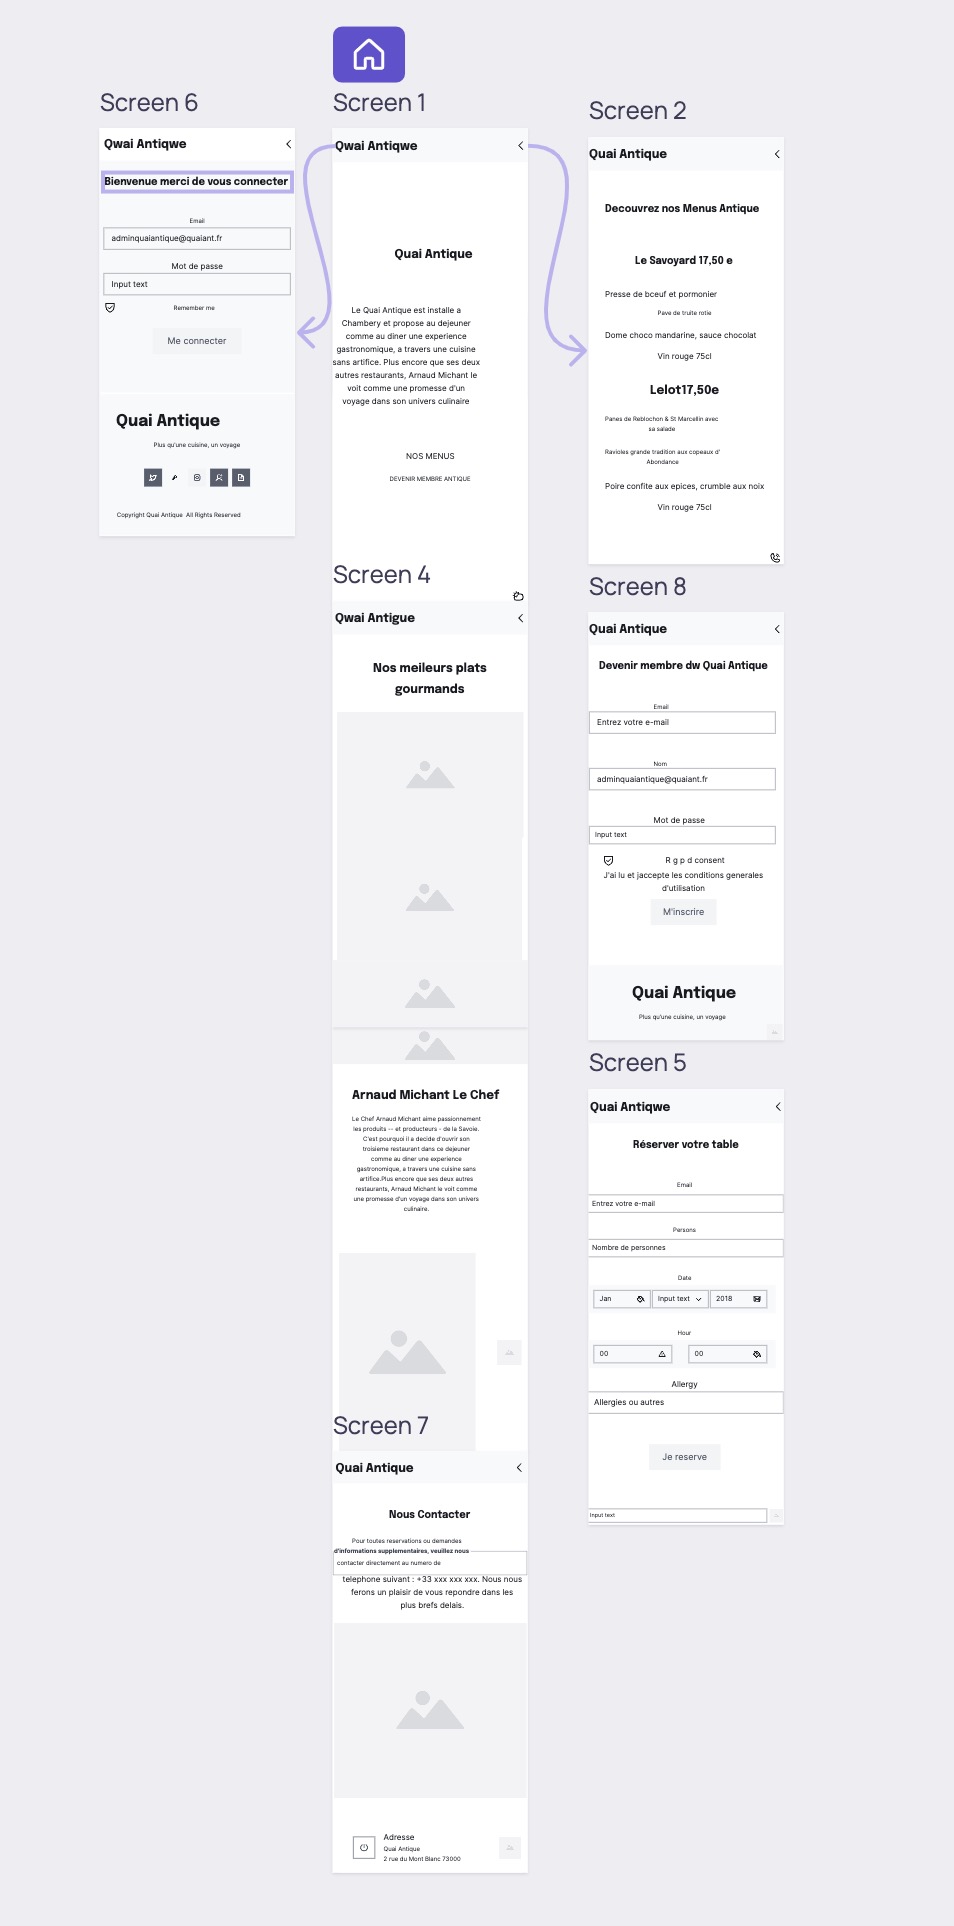 Screen 6
Qwai Antiqwe
Bienvenue merci de vous connecter
Email
adminquaiantique@quaiant.fr
Mot de passe
Input text
Remember me
Me connecter
Quai Antique
Plus qu'une cuisine, un voyage
Copyright Quai Antique All Rights Reserved
Screen 1
Qwai Antiqwe
Quai Antique
Le Quai Antique est installe a
Chambery et propose au dejeuner
comme au diner une experience
gastronomique, a travers une cuisine
sans artifice. Plus encore que ses deux
autres restaurants, Arnaud Michant le
voit comme une promesse d'un
voyage dans son univers culinaire
NOS MENUS
DEVENIR MEMBRE ANTIQUE
Screen 4
Qwai Antigue
Nos meileurs plats
gourmands
Arnaud Michant Le Chef
Le Chef Arnaud Michant aime passionnement
les produits -- et producteurs - de la Savoie.
C'est pourquoi il a decide d'ouvrir son
troisieme restaurant dans ce dejeuner
comme au diner une experience
gastronomique, a travers une cuisine sans
artifice.Plus encore que ses deux autres
restaurants, Arnaud Michant le voit comme
une promesse d'un voyage dans son univers
culinaire.
Screen 7
Quai Antique
Nous Contacter
Pour toutes reservations ou demandes
d'informations supplementaires, veuillez nous
contacter directement au numero de
telephone suivant : +33 xxx xxx xxx. Nous nous
ferons un plaisir de vous repondre dans les
plus brefs delais.
Adresse
Quai Antique
2 rue du Mont Blanc 73000
Screen 2
Quai Antique
Decouvrez nos Menus Antique
Le Savoyard 17,50 e
Presse de bceuf et pormonier
Pave de truite rotie
Dome choco mandarine, sauce chocolat
Vin rouge 75cl
Lelot17,50e
Panes de Reblochon & St Marcellin avec
sa salade
Ravioles grande tradition aux copeaux d'
Abondance
Poire confite aux epices, crumble aux noix
Vin rouge 75cl
Screen 8
Quai Antique
Devenir membre dw Quai Antique
Email
Entrez votre e-mail
Nom
adminquaiantique@quaiant.fr
Mot de passe
Input text
R g p d consent
J'ai lu et jaccepte les conditions generales
d'utilisation
M'inscrire
Quai Antique
Plus qu'une cuisine, un voyage
Screen 5
Quai Antiqwe
Réserver votre table
Email
Entrez votre e-mail
Persons
Nombre de personnes
Date
Jan
Input text
2018
Hour
00
00
Allergy
Allergies ou autres
Je reserve
Input text